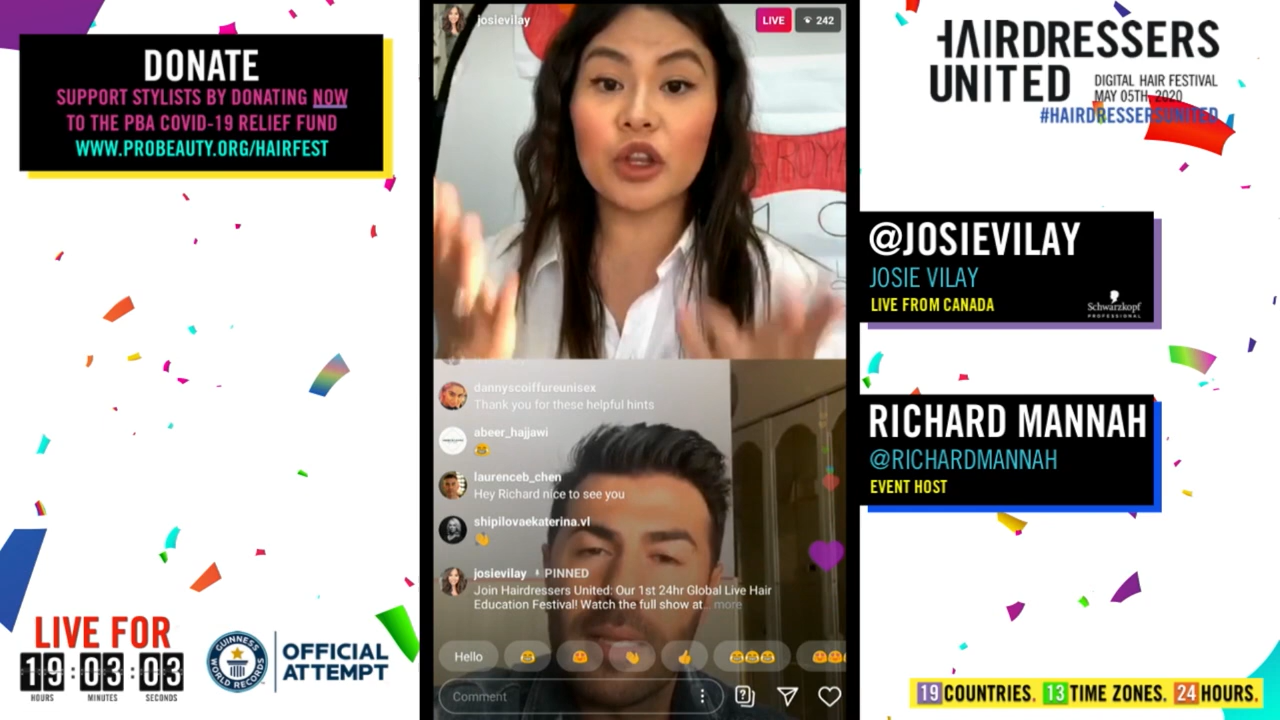 DONATE
SUPPORT STYLISTS BY DONATING NOW
TO THE PBA COVID-19 RELIEF FUND
WWW.PROBEAUTY.ORG/HAIRFEST
LIVE FOR
19:03:03
HOURS MINUTES SECONDS
GUINNESS WORLD RECORDS
OFFICIAL
ATTEMPT
josievilay
LIVE 242
A ROYA
dannyscoiffureunisex
Thank you for these helpful hints
abeer_hajjawi
😂
laurenceb_chen
Hey Richard nice to see you
shipilovaekaterina.vl
👏
josievilay PINNED
Join Hairdressers United: Our 1st 24hr Global Live Hair
Education Festival! Watch the full show at... more
Hello 😂 😍 👏 👍 😂😂😂 😍😍
Comment
HAIRDRESSERS
UNITED
DIGITAL HAIR FESTIVAL
MAY 05TH, 2020
#HAIRDRESSERSUNITED
@JOSIEVILAY
JOSIE VILAY
LIVE FROM CANADA
Schwarzkopf
PROFESSIONAL
RICHARD MANNAH
@RICHARDMANNAH
EVENT HOST
19 COUNTRIES. 13 TIME ZONES. 24 HOURS.